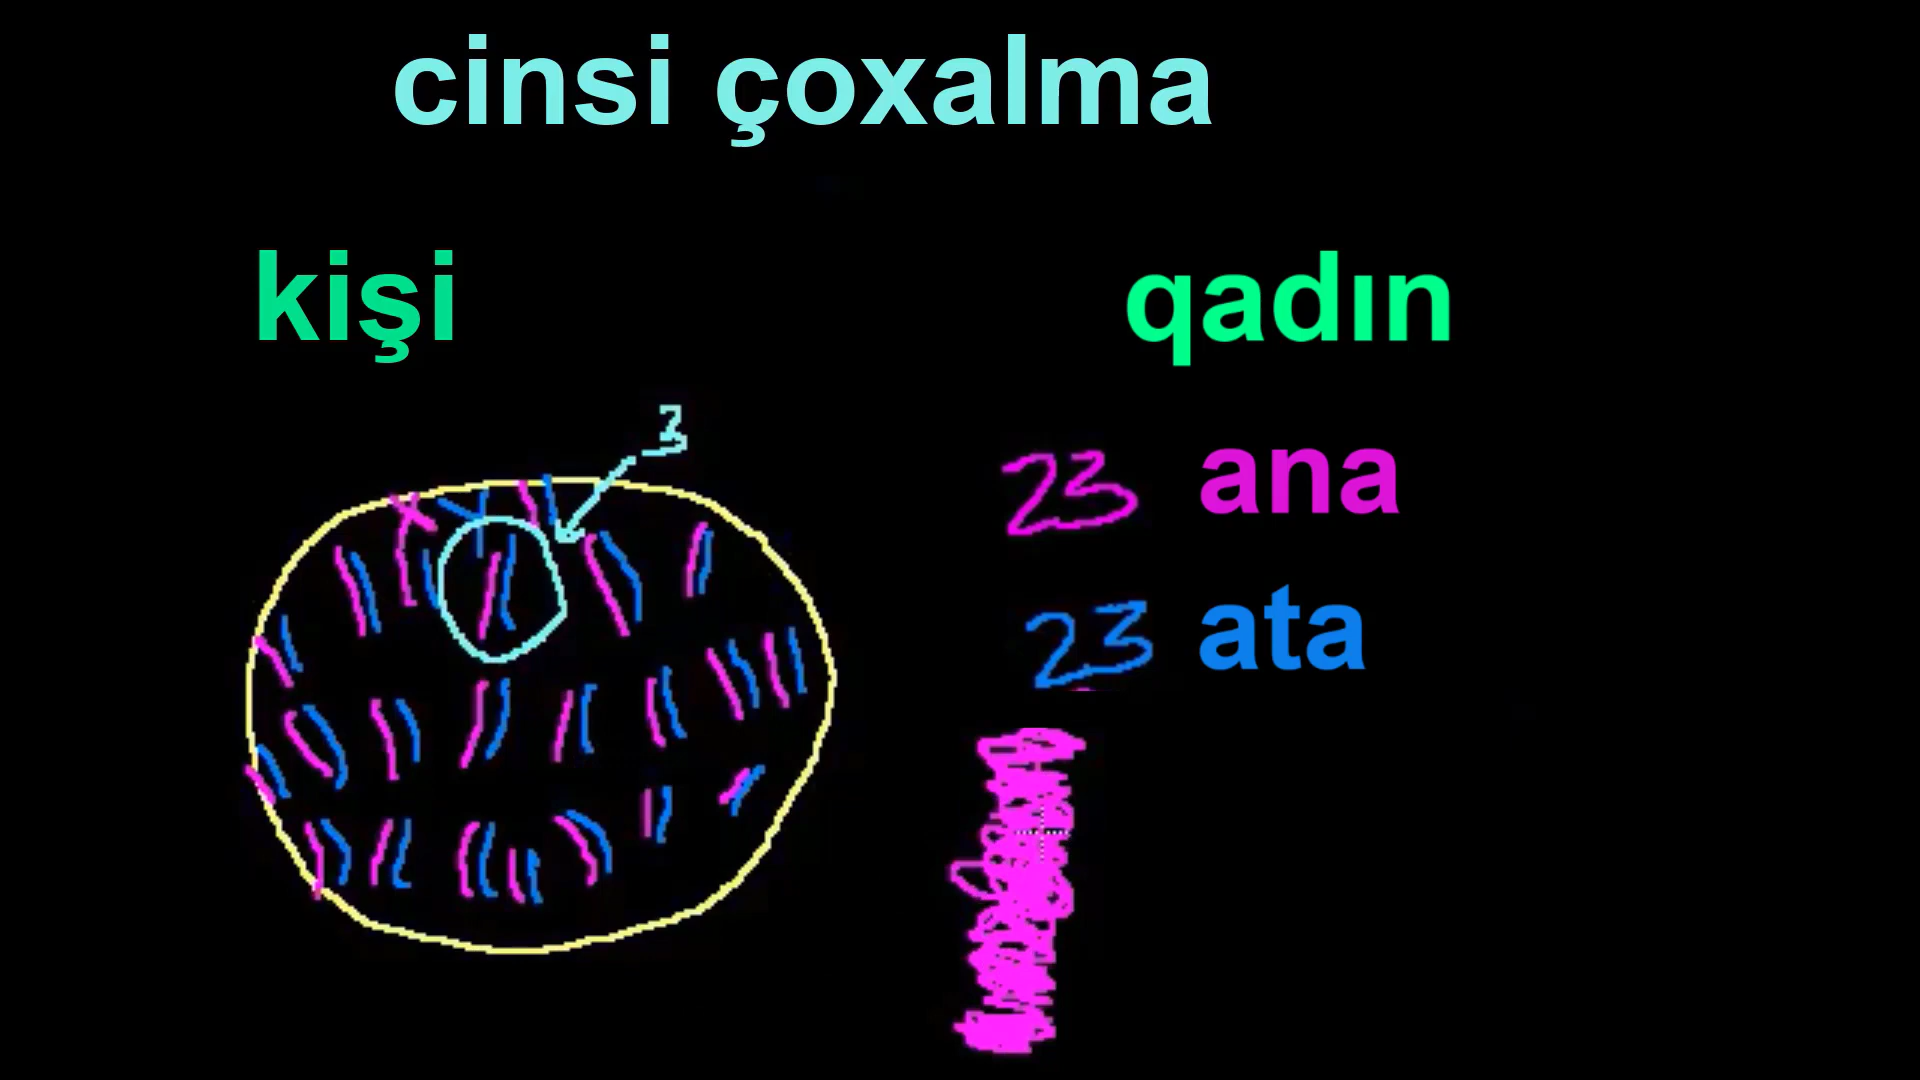 cinsi çoxalma
kişi qadın
3
23 ana
23 ata